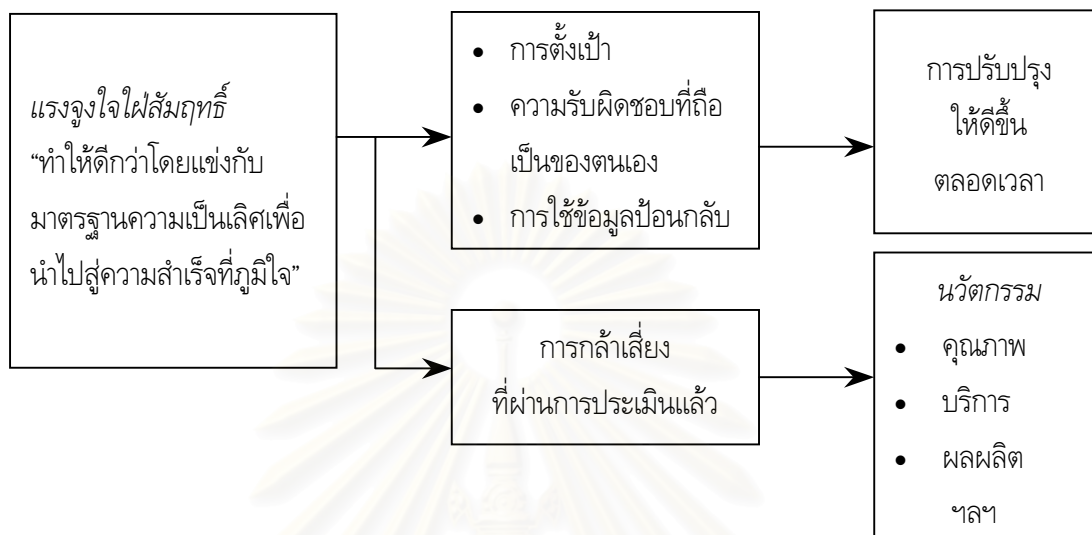 แรงจูงใจใฝ่สัมฤทธิ์
“ทำให้ดีกว่าโดยแข่งกับ
มาตรฐานความเป็นเลิศเพื่อ
นำไปสู่ความสำเร็จที่ภูมิใจ”
• การตั้งเป้า
• ความรับผิดชอบที่ถือ
เป็นของตนเอง
• การใช้ข้อมูลป้อนกลับ
การปรับปรุง
ให้ดีขึ้น
ตลอดเวลา
การกล้าเสี่ยง
ที่ผ่านการประเมินแล้ว
นวัตกรรม
• คุณภาพ
• บริการ
• ผลผลิต
ฯลฯ